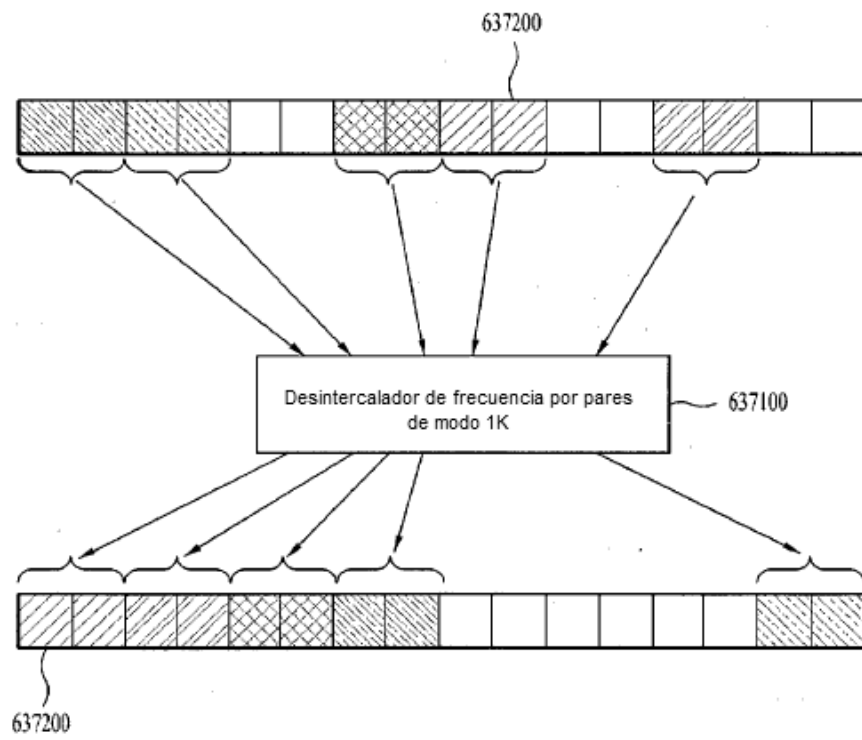 637200
Desintercalador de frecuencia por pares
de modo 1K
637100
637200